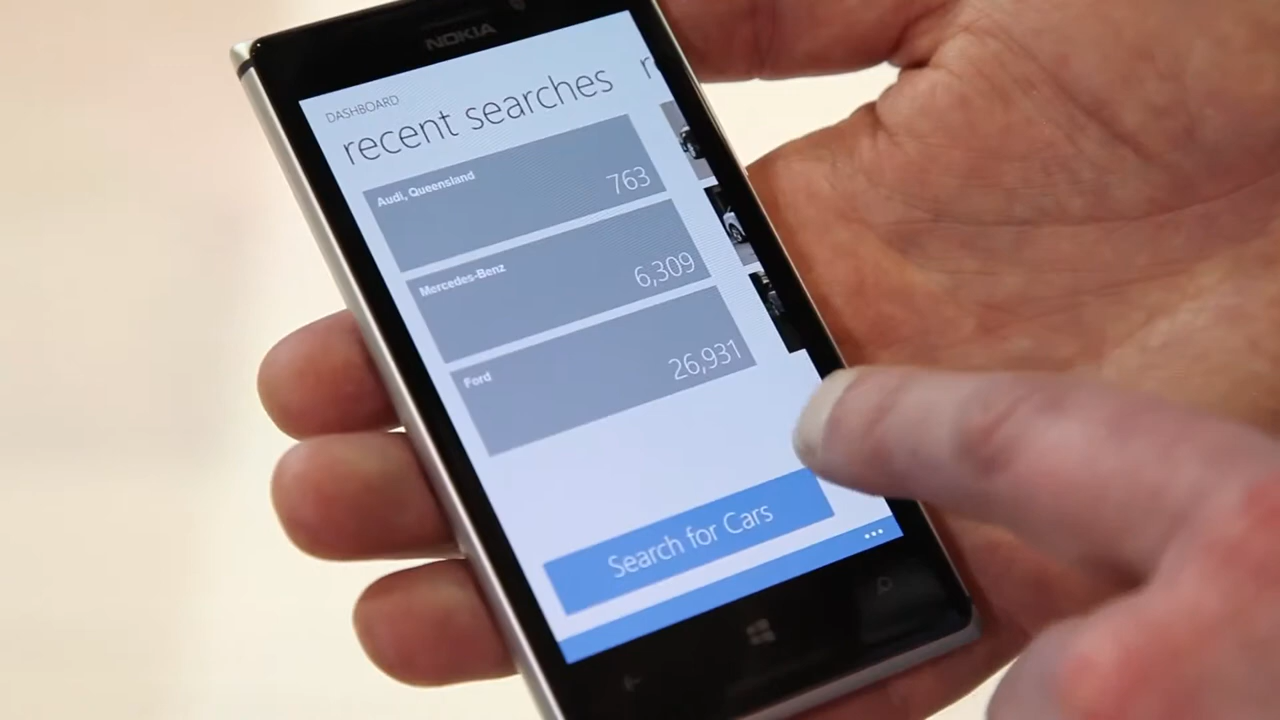 NOKIA
DASHBOARD
recent searches
Audi, Queensland
763
Mercedes-Benz
6,309
Ford
26,931
Search for Cars